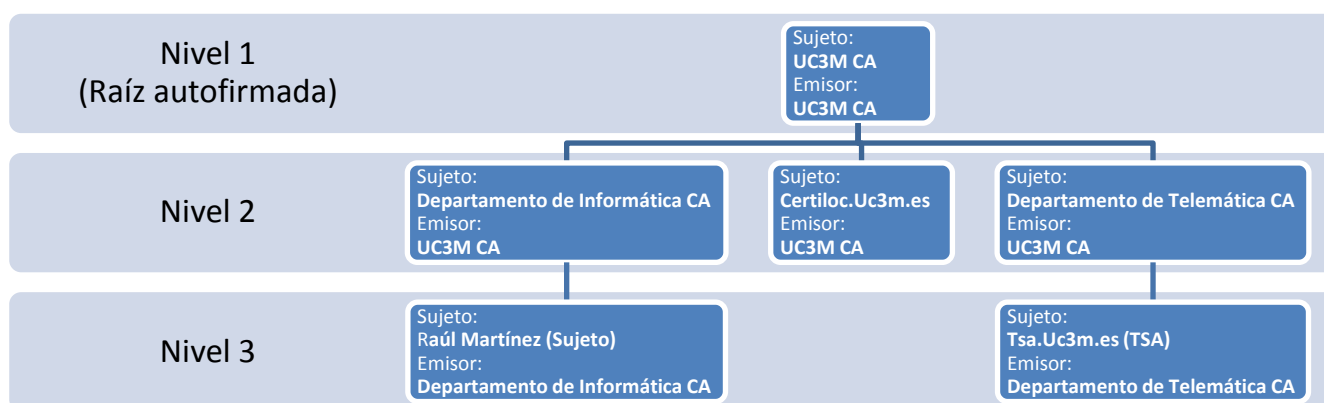 Nivel 1
(Raíz autofirmada)
Sujeto:
UC3M CA
Emisor:
UC3M CA
Nivel 2
Sujeto:
Departamento de Informática CA
Emisor:
UC3M CA
Sujeto:
Certiloc.Uc3m.es
Emisor:
UC3M CA
Sujeto:
Departamento de Telemática CA
Emisor:
UC3M CA
Nivel 3
Sujeto:
Raúl Martínez (Sujeto)
Emisor:
Departamento de Informática CA
Sujeto:
Tsa.Uc3m.es (TSA)
Emisor:
Departamento de Telemática CA